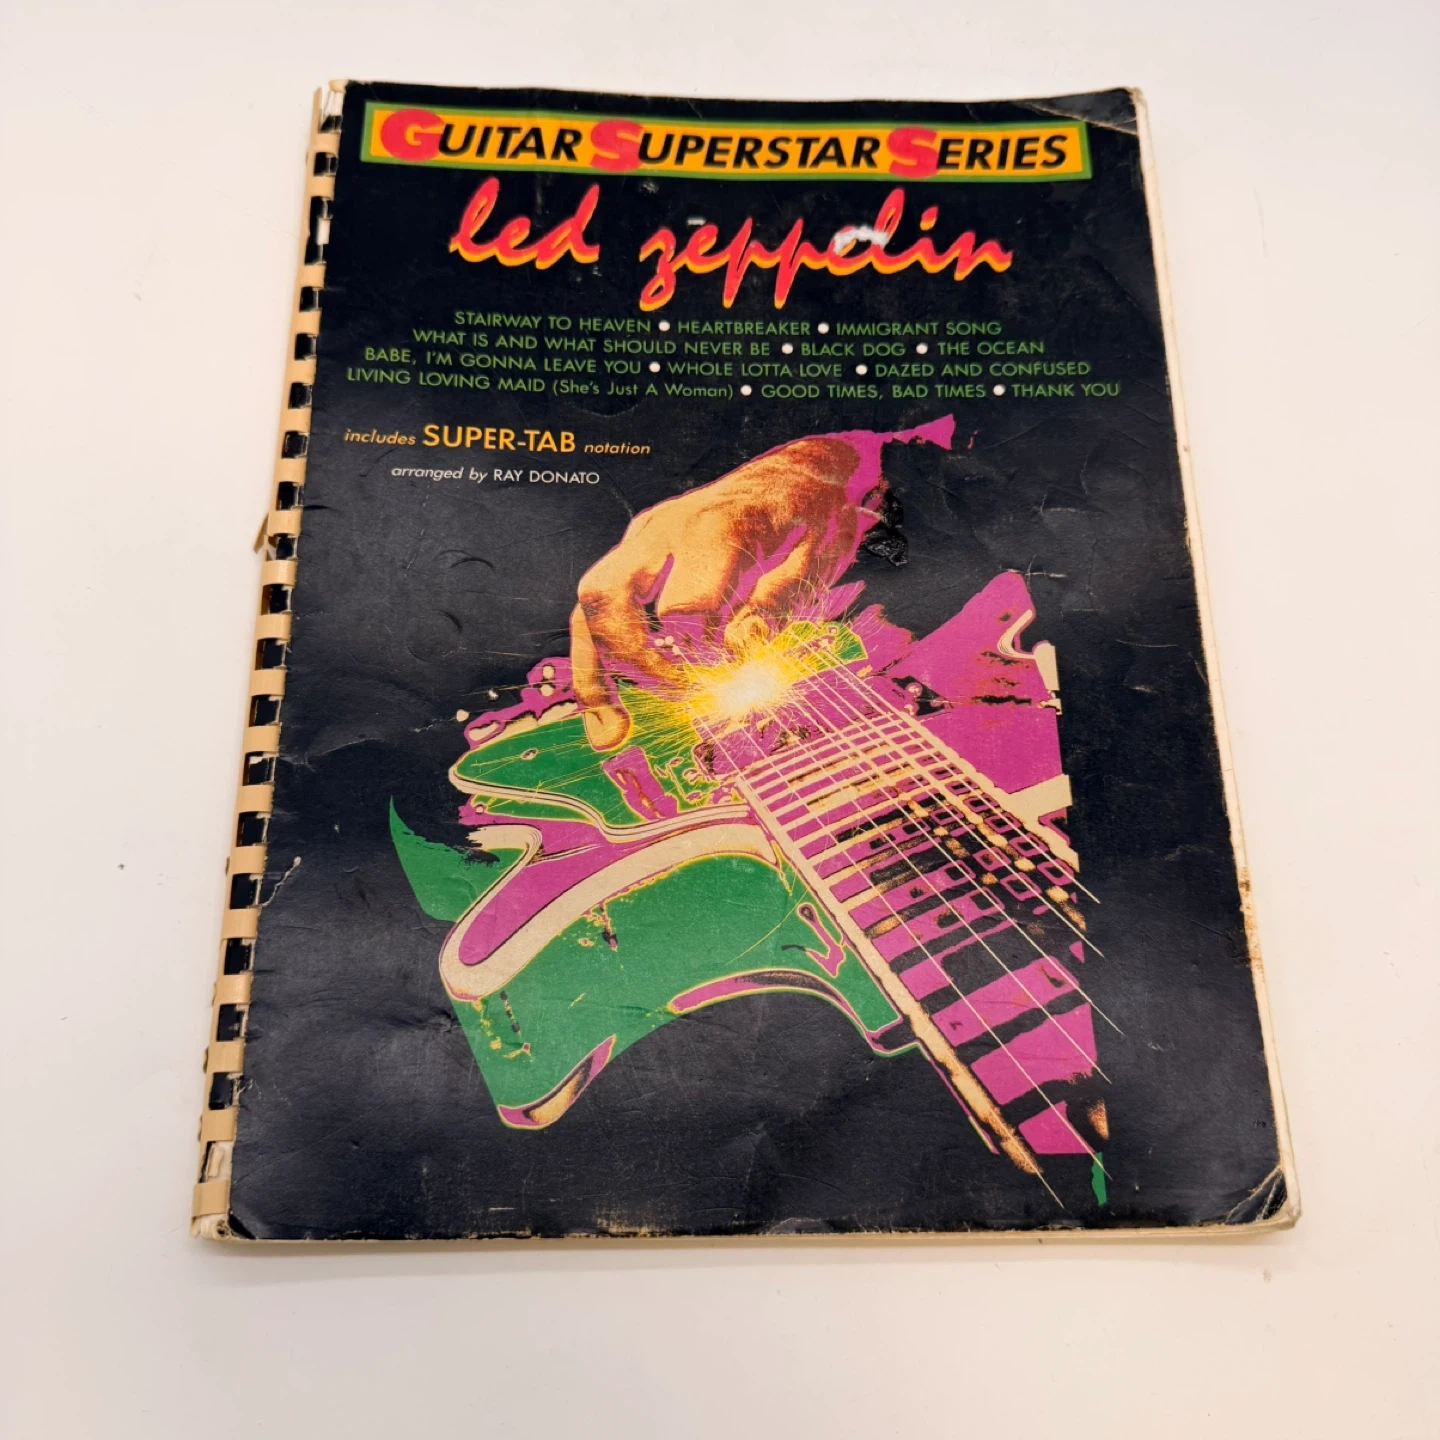 GUITAR SUPERSTAR SERIES
led zeppelin
STAIRWAY TO HEAVEN ● HEARTBREAKER ● IMMIGRANT SONG
WHAT IS AND WHAT SHOULD NEVER BE ● BLACK DOG ● THE OCEAN
BABE, I'M GONNA LEAVE YOU ● WHOLE LOTTA LOVE ● DAZED AND CONFUSED
LIVING LOVING MAID (She's Just A Woman) ● GOOD TIMES, BAD TIMES ● THANK YOU
includes SUPER-TAB notation
arranged by RAY DONATO